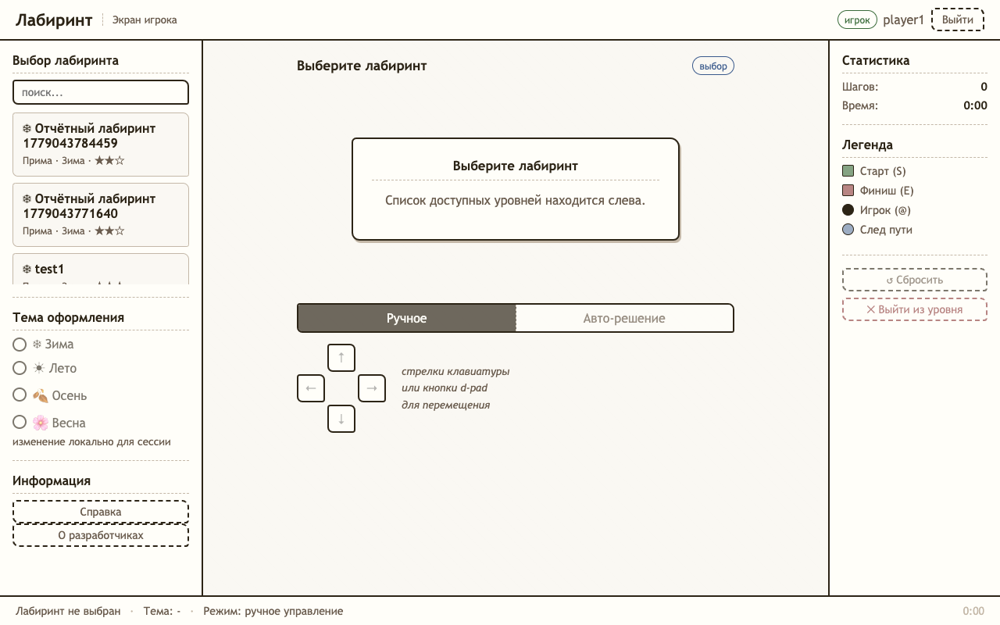 Лабиринт
Экран игрока
игрок
player1
Выйти
Выбор лабиринта
поиск...
❄ Отчётный лабиринт
1779043784459
Прима · Зима · ★★☆
❄ Отчётный лабиринт
1779043771640
Прима · Зима · ★★☆
❄ test1
Тема оформления
❄ Зима
☀ Лето
🍂 Осень
🌸 Весна
изменение локально для сессии
Информация
Справка
О разработчиках
Выберите лабиринт
выбор
Выберите лабиринт
Список доступных уровней находится слева.
Ручное
Авто-решение
↑
←
→
↓
стрелки клавиатуры
или кнопки d-pad
для перемещения
Статистика
Шагов: 0
Время: 0:00
Легенда
Старт (S)
Финиш (E)
Игрок (@)
След пути
↺ Сбросить
✕ Выйти из уровня
Лабиринт не выбран · Тема: - · Режим: ручное управление
0:00